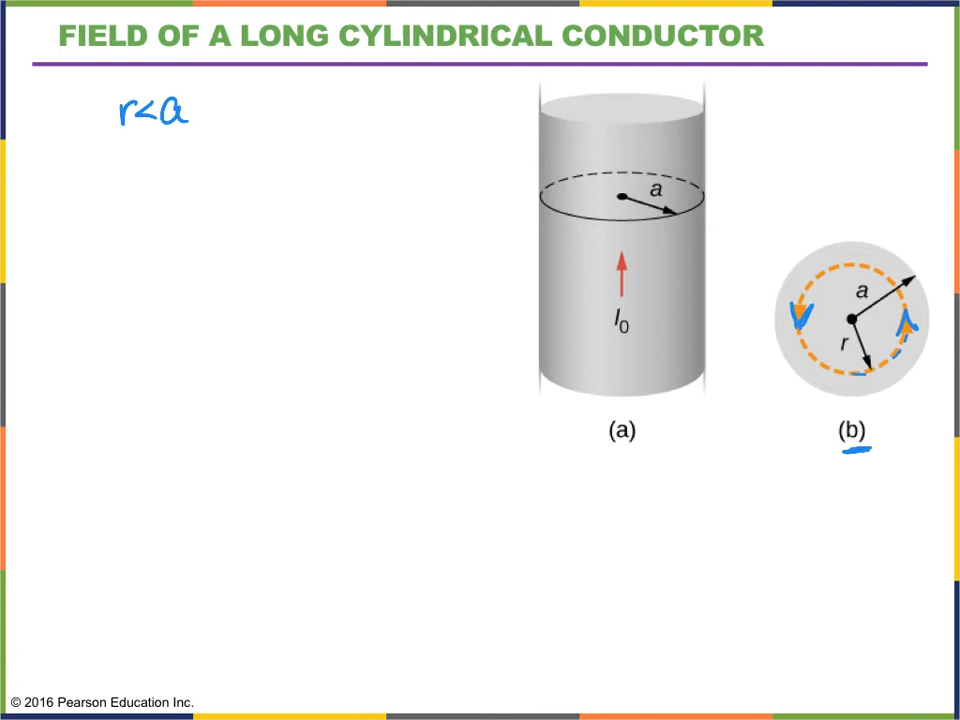 FIELD OF A LONG CYLINDRICAL CONDUCTOR
r<a
a
I0
(a)
a
r
(b)
© 2016 Pearson Education Inc.